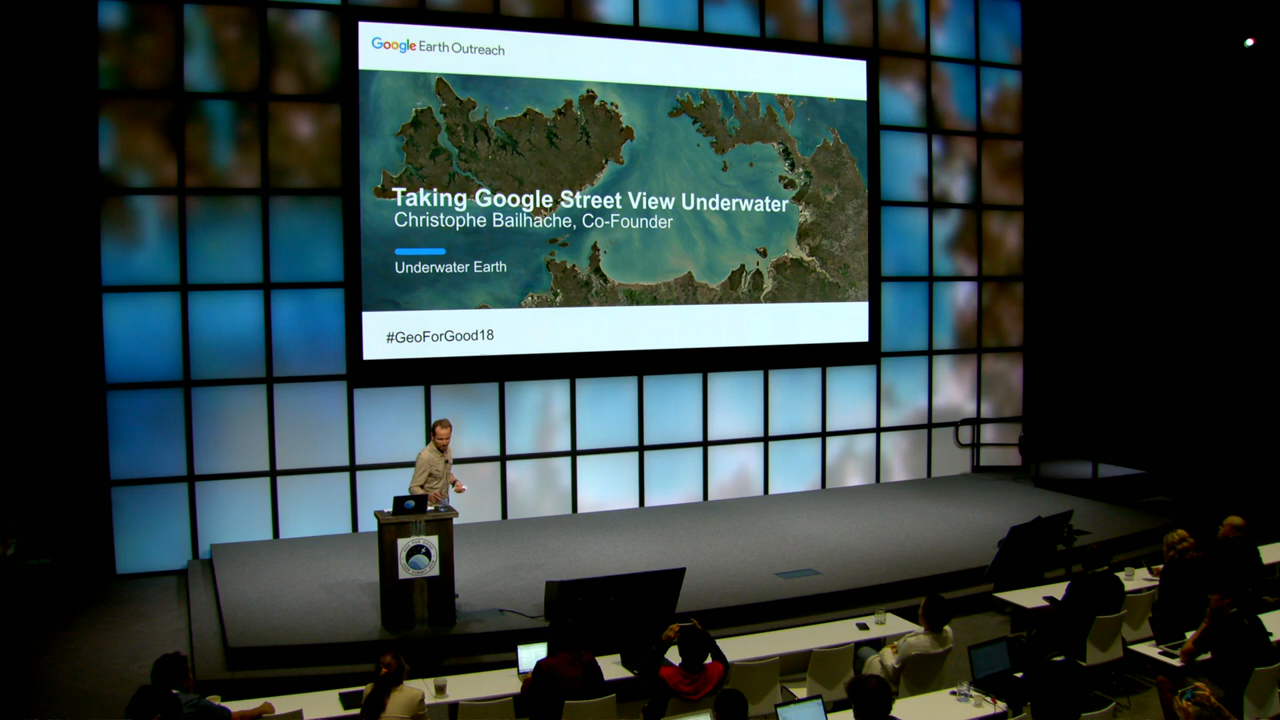 Google Earth Outreach
Taking Google Street View Underwater
Christophe Bailhache, Co-Founder
Underwater Earth
#GeoForGood18